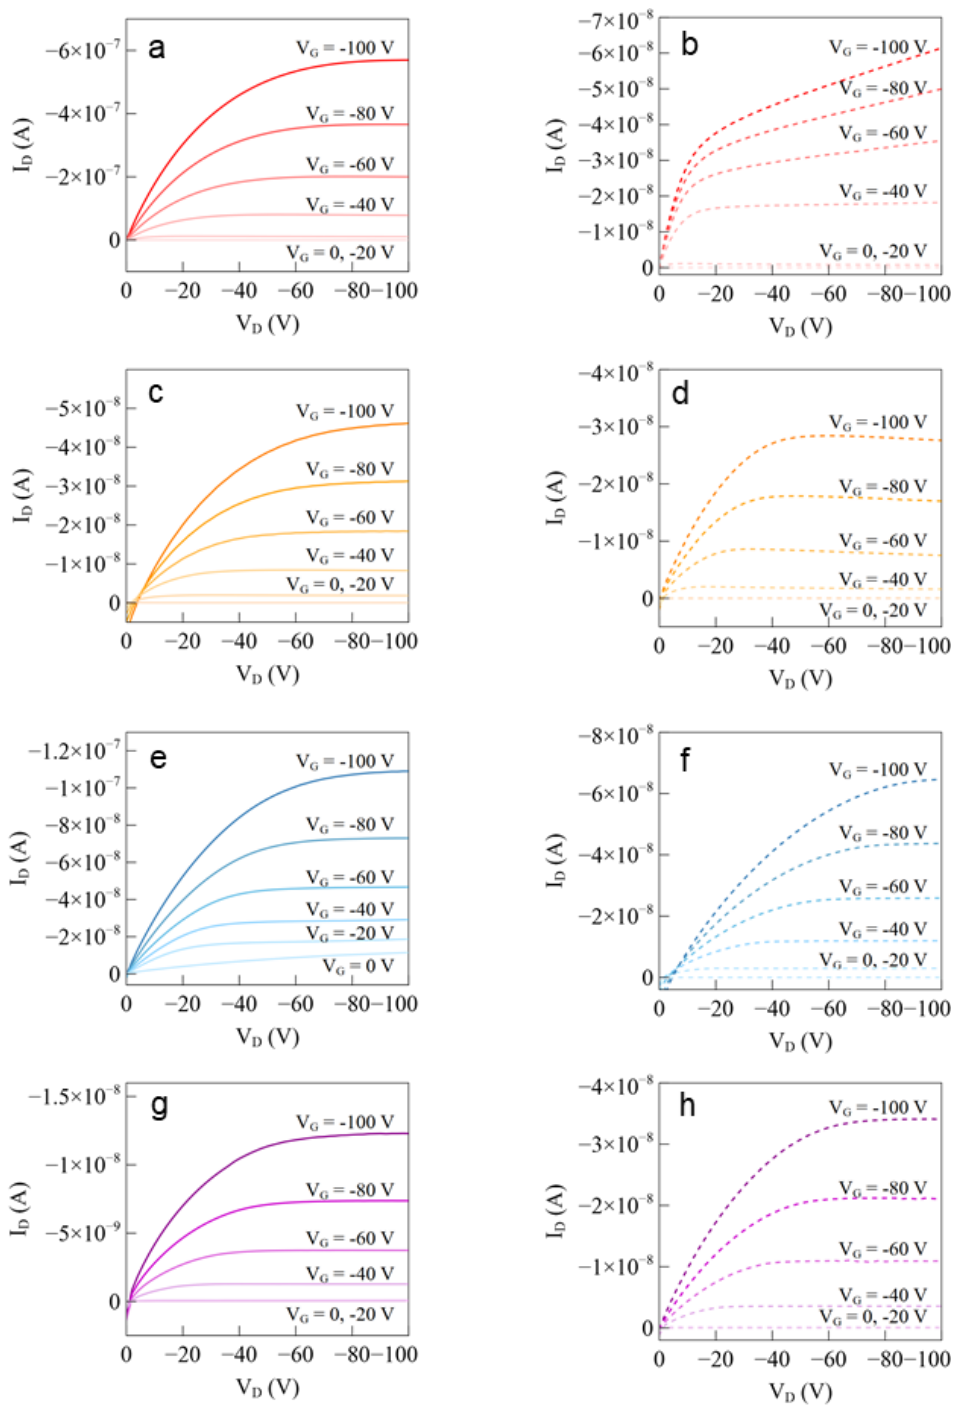 a
V_G = -100 V
V_G = -80 V
V_G = -60 V
V_G = -40 V
V_G = 0, -20 V
−6×10⁻⁷
−4×10⁻⁷
−2×10⁻⁷
0
I_D (A)
0 −20 −40 −60 −80 −100
V_D (V)
b
V_G = -100 V
V_G = -80 V
V_G = -60 V
V_G = -40 V
V_G = 0, -20 V
−7×10⁻⁸
−6×10⁻⁸
−5×10⁻⁸
−4×10⁻⁸
−3×10⁻⁸
−2×10⁻⁸
−1×10⁻⁸
0
I_D (A)
0 −20 −40 −60 −80 −100
V_D (V)
c
V_G = -100 V
V_G = -80 V
V_G = -60 V
V_G = -40 V
V_G = 0, -20 V
−5×10⁻⁸
−4×10⁻⁸
−3×10⁻⁸
−2×10⁻⁸
−1×10⁻⁸
0
I_D (A)
0 −20 −40 −60 −80 −100
V_D (V)
d
V_G = -100 V
V_G = -80 V
V_G = -60 V
V_G = -40 V
V_G = 0, -20 V
−4×10⁻⁸
−3×10⁻⁸
−2×10⁻⁸
−1×10⁻⁸
0
I_D (A)
0 −20 −40 −60 −80 −100
V_D (V)
e
V_G = -100 V
V_G = -80 V
V_G = -60 V
V_G = -40 V
V_G = -20 V
V_G = 0 V
−1.2×10⁻⁷
−1×10⁻⁷
−8×10⁻⁸
−6×10⁻⁸
−4×10⁻⁸
−2×10⁻⁸
0
I_D (A)
0 −20 −40 −60 −80 −100
V_D (V)
f
V_G = -100 V
V_G = -80 V
V_G = -60 V
V_G = -40 V
V_G = 0, -20 V
−8×10⁻⁸
−6×10⁻⁸
−4×10⁻⁸
−2×10⁻⁸
0
I_D (A)
0 −20 −40 −60 −80 −100
V_D (V)
g
V_G = -100 V
V_G = -80 V
V_G = -60 V
V_G = -40 V
V_G = 0, -20 V
−1.5×10⁻⁸
−1×10⁻⁸
−5×10⁻⁹
0
I_D (A)
0 −20 −40 −60 −80 −100
V_D (V)
h
V_G = -100 V
V_G = -80 V
V_G = -60 V
V_G = -40 V
V_G = 0, -20 V
−4×10⁻⁸
−3×10⁻⁸
−2×10⁻⁸
−1×10⁻⁸
0
I_D (A)
0 −20 −40 −60 −80 −100
V_D (V)